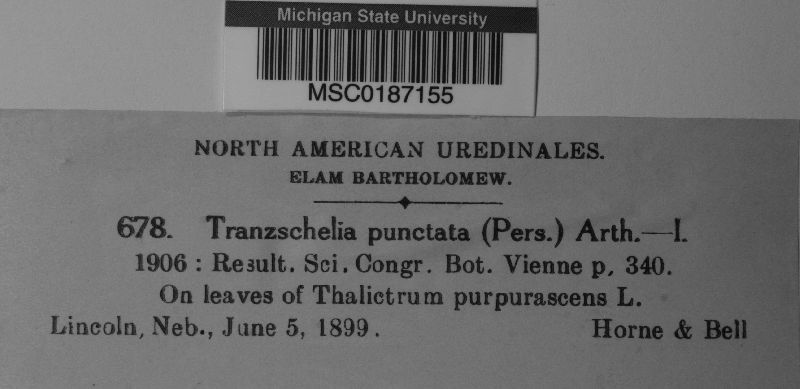 Michigan State University
MSC0187155
NORTH AMERICAN UREDINALES.
ELAM BARTHOLOMEW.
678. Tranzschelia punctata (Pers.) Arth.—I.
1906 : Result. Sci. Congr. Bot. Vienne p. 340.
On leaves of Thalictrum purpurascens L.
Lincoln, Neb., June 5, 1899. Horne & Bell